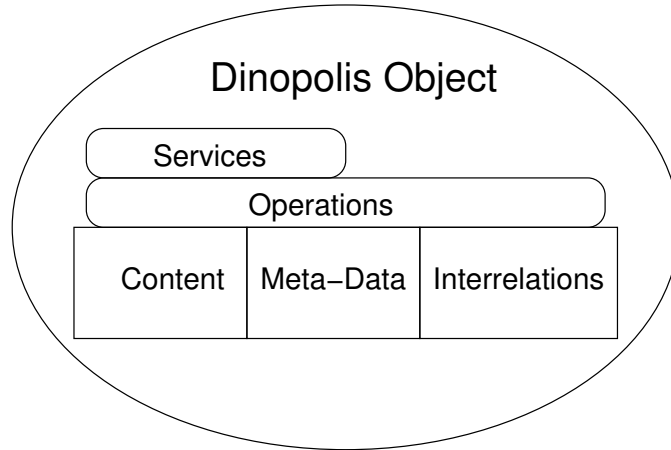 Dinopolis Object
Services
Operations
Content Meta−Data Interrelations